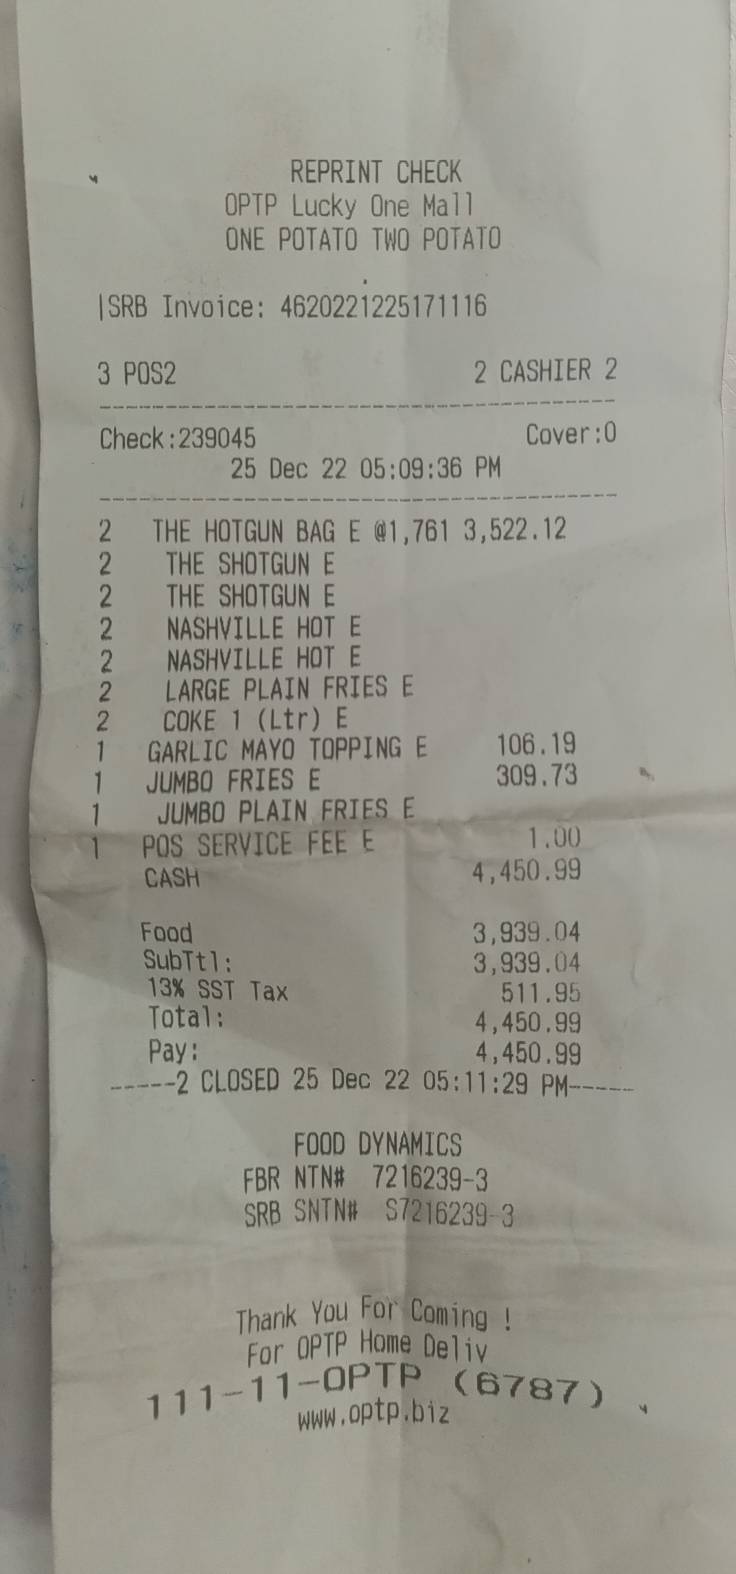 REPRINT CHECK
OPTP Lucky One Mall
ONE POTATO TWO POTATO
|SRB Invoice: 4620221225171116
3 POS2 2 CASHIER 2
----------------------------------------
Check:239045 Cover:0
25 Dec 22 05:09:36 PM
----------------------------------------
2 THE HOTGUN BAG E @1,761 3,522.12
2 THE SHOTGUN E
2 THE SHOTGUN E
2 NASHVILLE HOT E
2 NASHVILLE HOT E
2 LARGE PLAIN FRIES E
2 COKE 1 (Ltr) E
1 GARLIC MAYO TOPPING E 106.19
1 JUMBO FRIES E 309.73
1 JUMBO PLAIN FRIES E
1 POS SERVICE FEE E 1.00
CASH 4,450.99
Food 3,939.04
SubTtl: 3,939.04
13% SST Tax 511.95
Total: 4,450.99
Pay: 4,450.99
-----2 CLOSED 25 Dec 22 05:11:29 PM-----
FOOD DYNAMICS
FBR NTN# 7216239-3
SRB SNTN# S7216239-3
Thank You For Coming !
For OPTP Home Deliv
111-11-OPTP (6787)
www.optp.biz